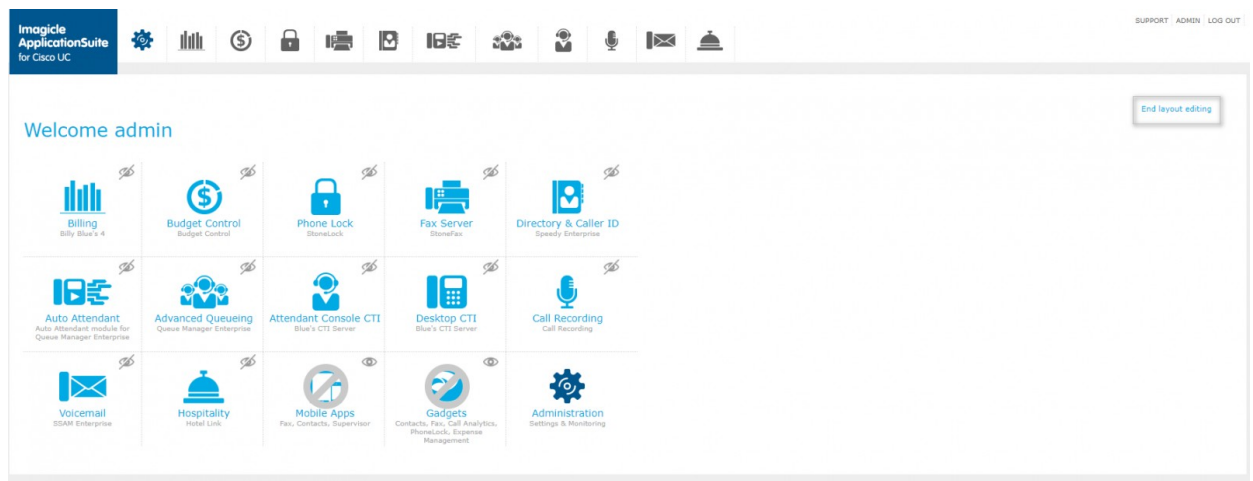 Imagicle
ApplicationSuite
for Cisco UC
SUPPORT ADMIN LOG OUT
End layout editing
Welcome admin
Billing
Billy Blue's 4
Budget Control
Budget Control
Phone Lock
StoneLock
Fax Server
StoneFax
Directory & Caller ID
Speedy Enterprise
Auto Attendant
Auto Attendant module for
Queue Manager Enterprise
Advanced Queueing
Queue Manager Enterprise
Attendant Console CTI
Blue's CTI Server
Desktop CTI
Blue's CTI Server
Call Recording
Call Recording
Voicemail
SSAM Enterprise
Hospitality
Hotel Link
Mobile Apps
Fax, Contacts, Supervisor
Gadgets
Contacts, Fax, Call Analytics,
PhoneLock, Expense
Management
Administration
Settings & Monitoring